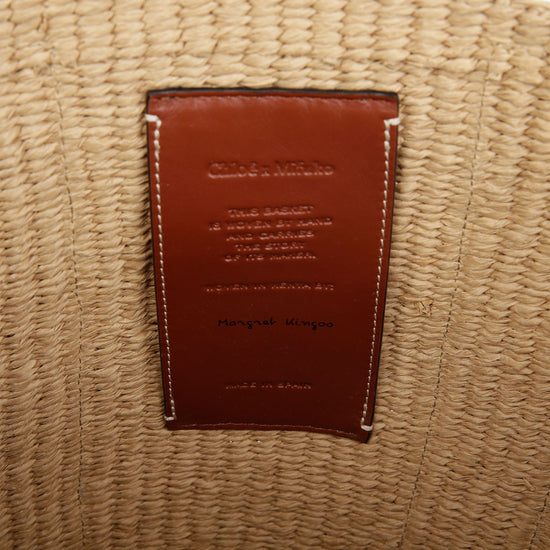 Chloé x Mifuko
THIS BASKET
IS WOVEN BY HAND
AND CARRIES
THE STORY
OF ITS MAKER.
WOVEN IN KENYA BY:
Margret Kingoo
MADE IN SPAIN